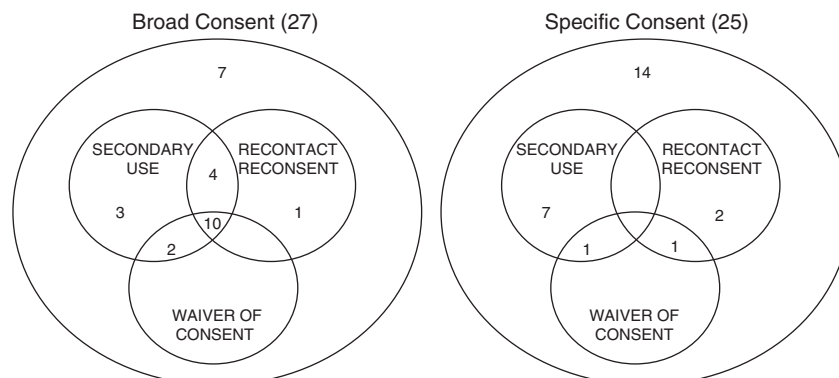 Broad Consent (27)
7
SECONDARY
USE
RECONTACT
RECONSENT
4
3
1
10
2
WAIVER OF
CONSENT
Specific Consent (25)
14
SECONDARY
USE
RECONTACT
RECONSENT
7
2
1
1
WAIVER OF
CONSENT